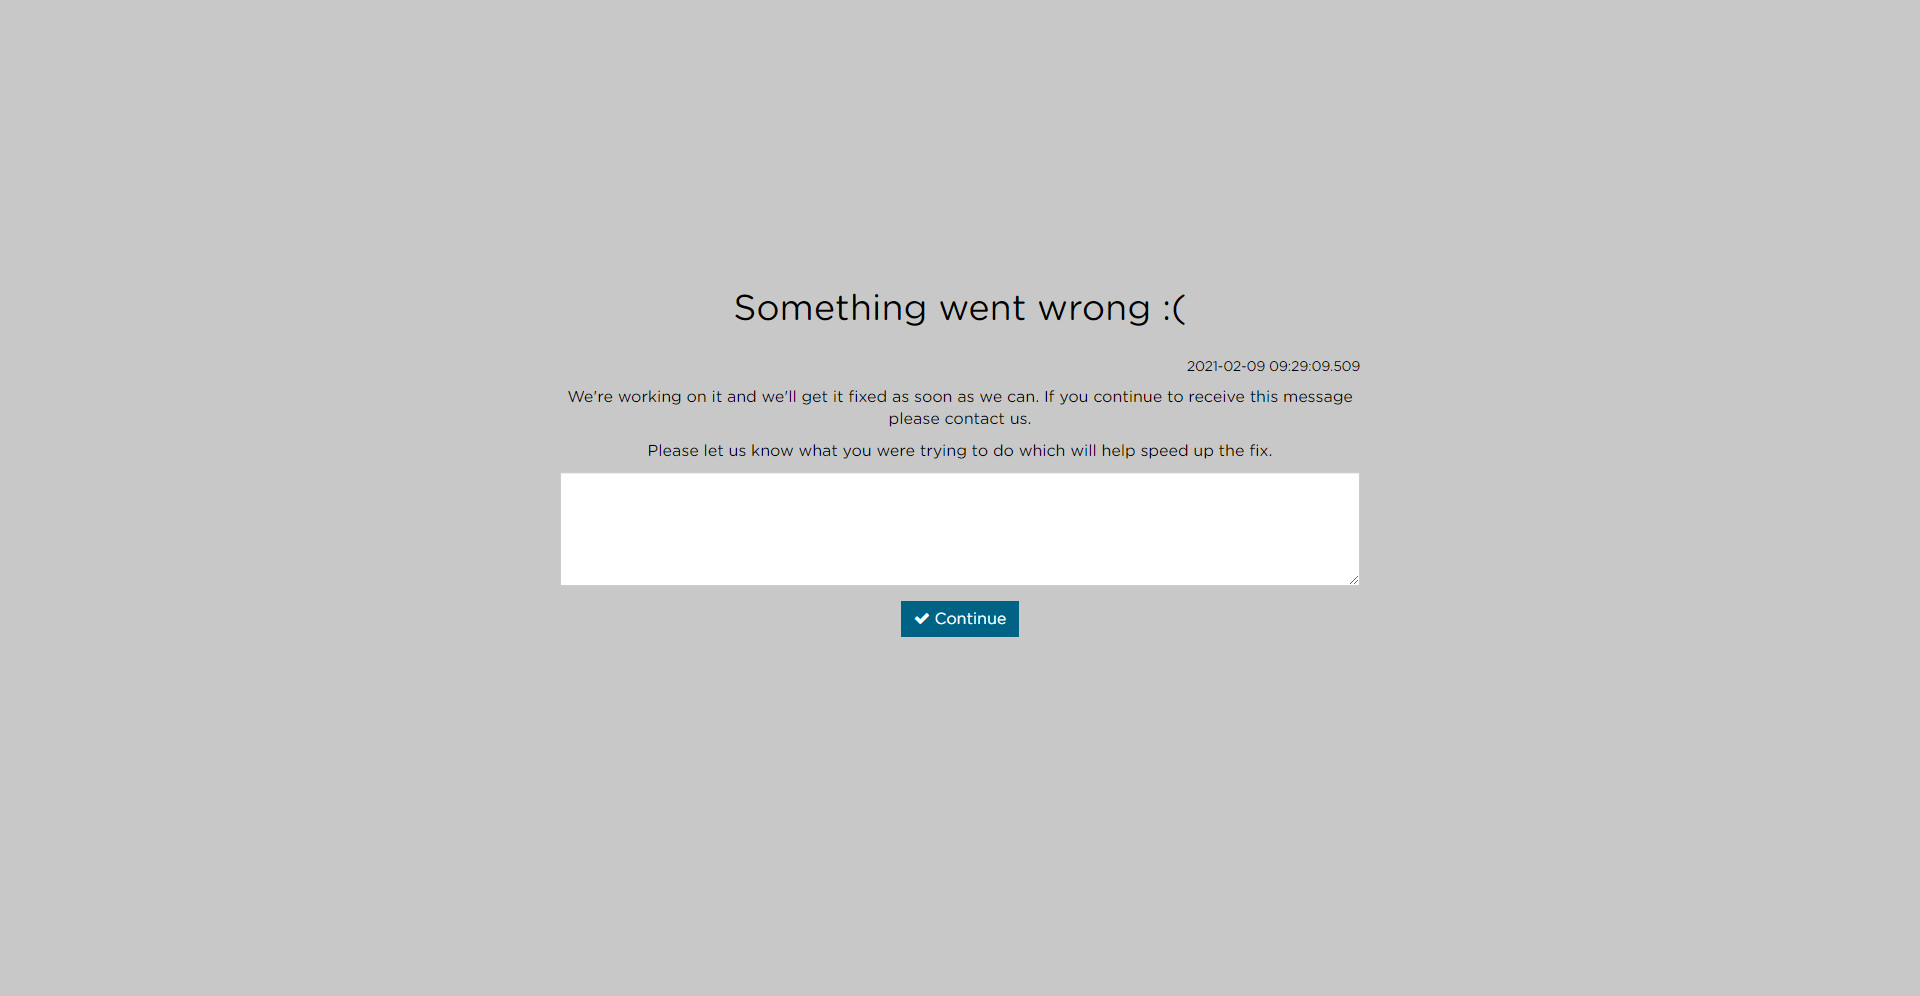 Something went wrong :(
2021-02-09 09:29:09.509
We're working on it and we'll get it fixed as soon as we can. If you continue to receive this message
please contact us.
Please let us know what you were trying to do which will help speed up the fix.
Continue